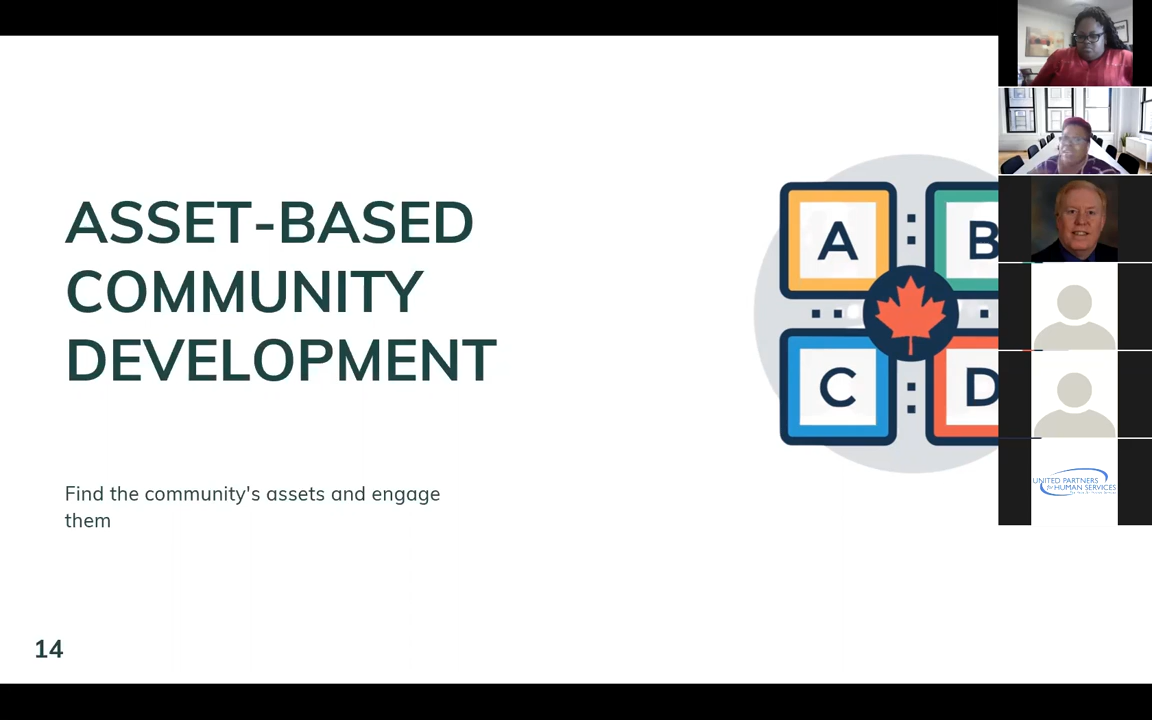 ASSET-BASED
COMMUNITY
DEVELOPMENT
Find the community's assets and engage
them
14
A
B
C
D
UNITED PARTNERS
for HUMAN SERVICES